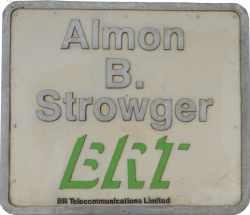 Almon
B.
Strowger
BRT
BR Telecommunications Limited